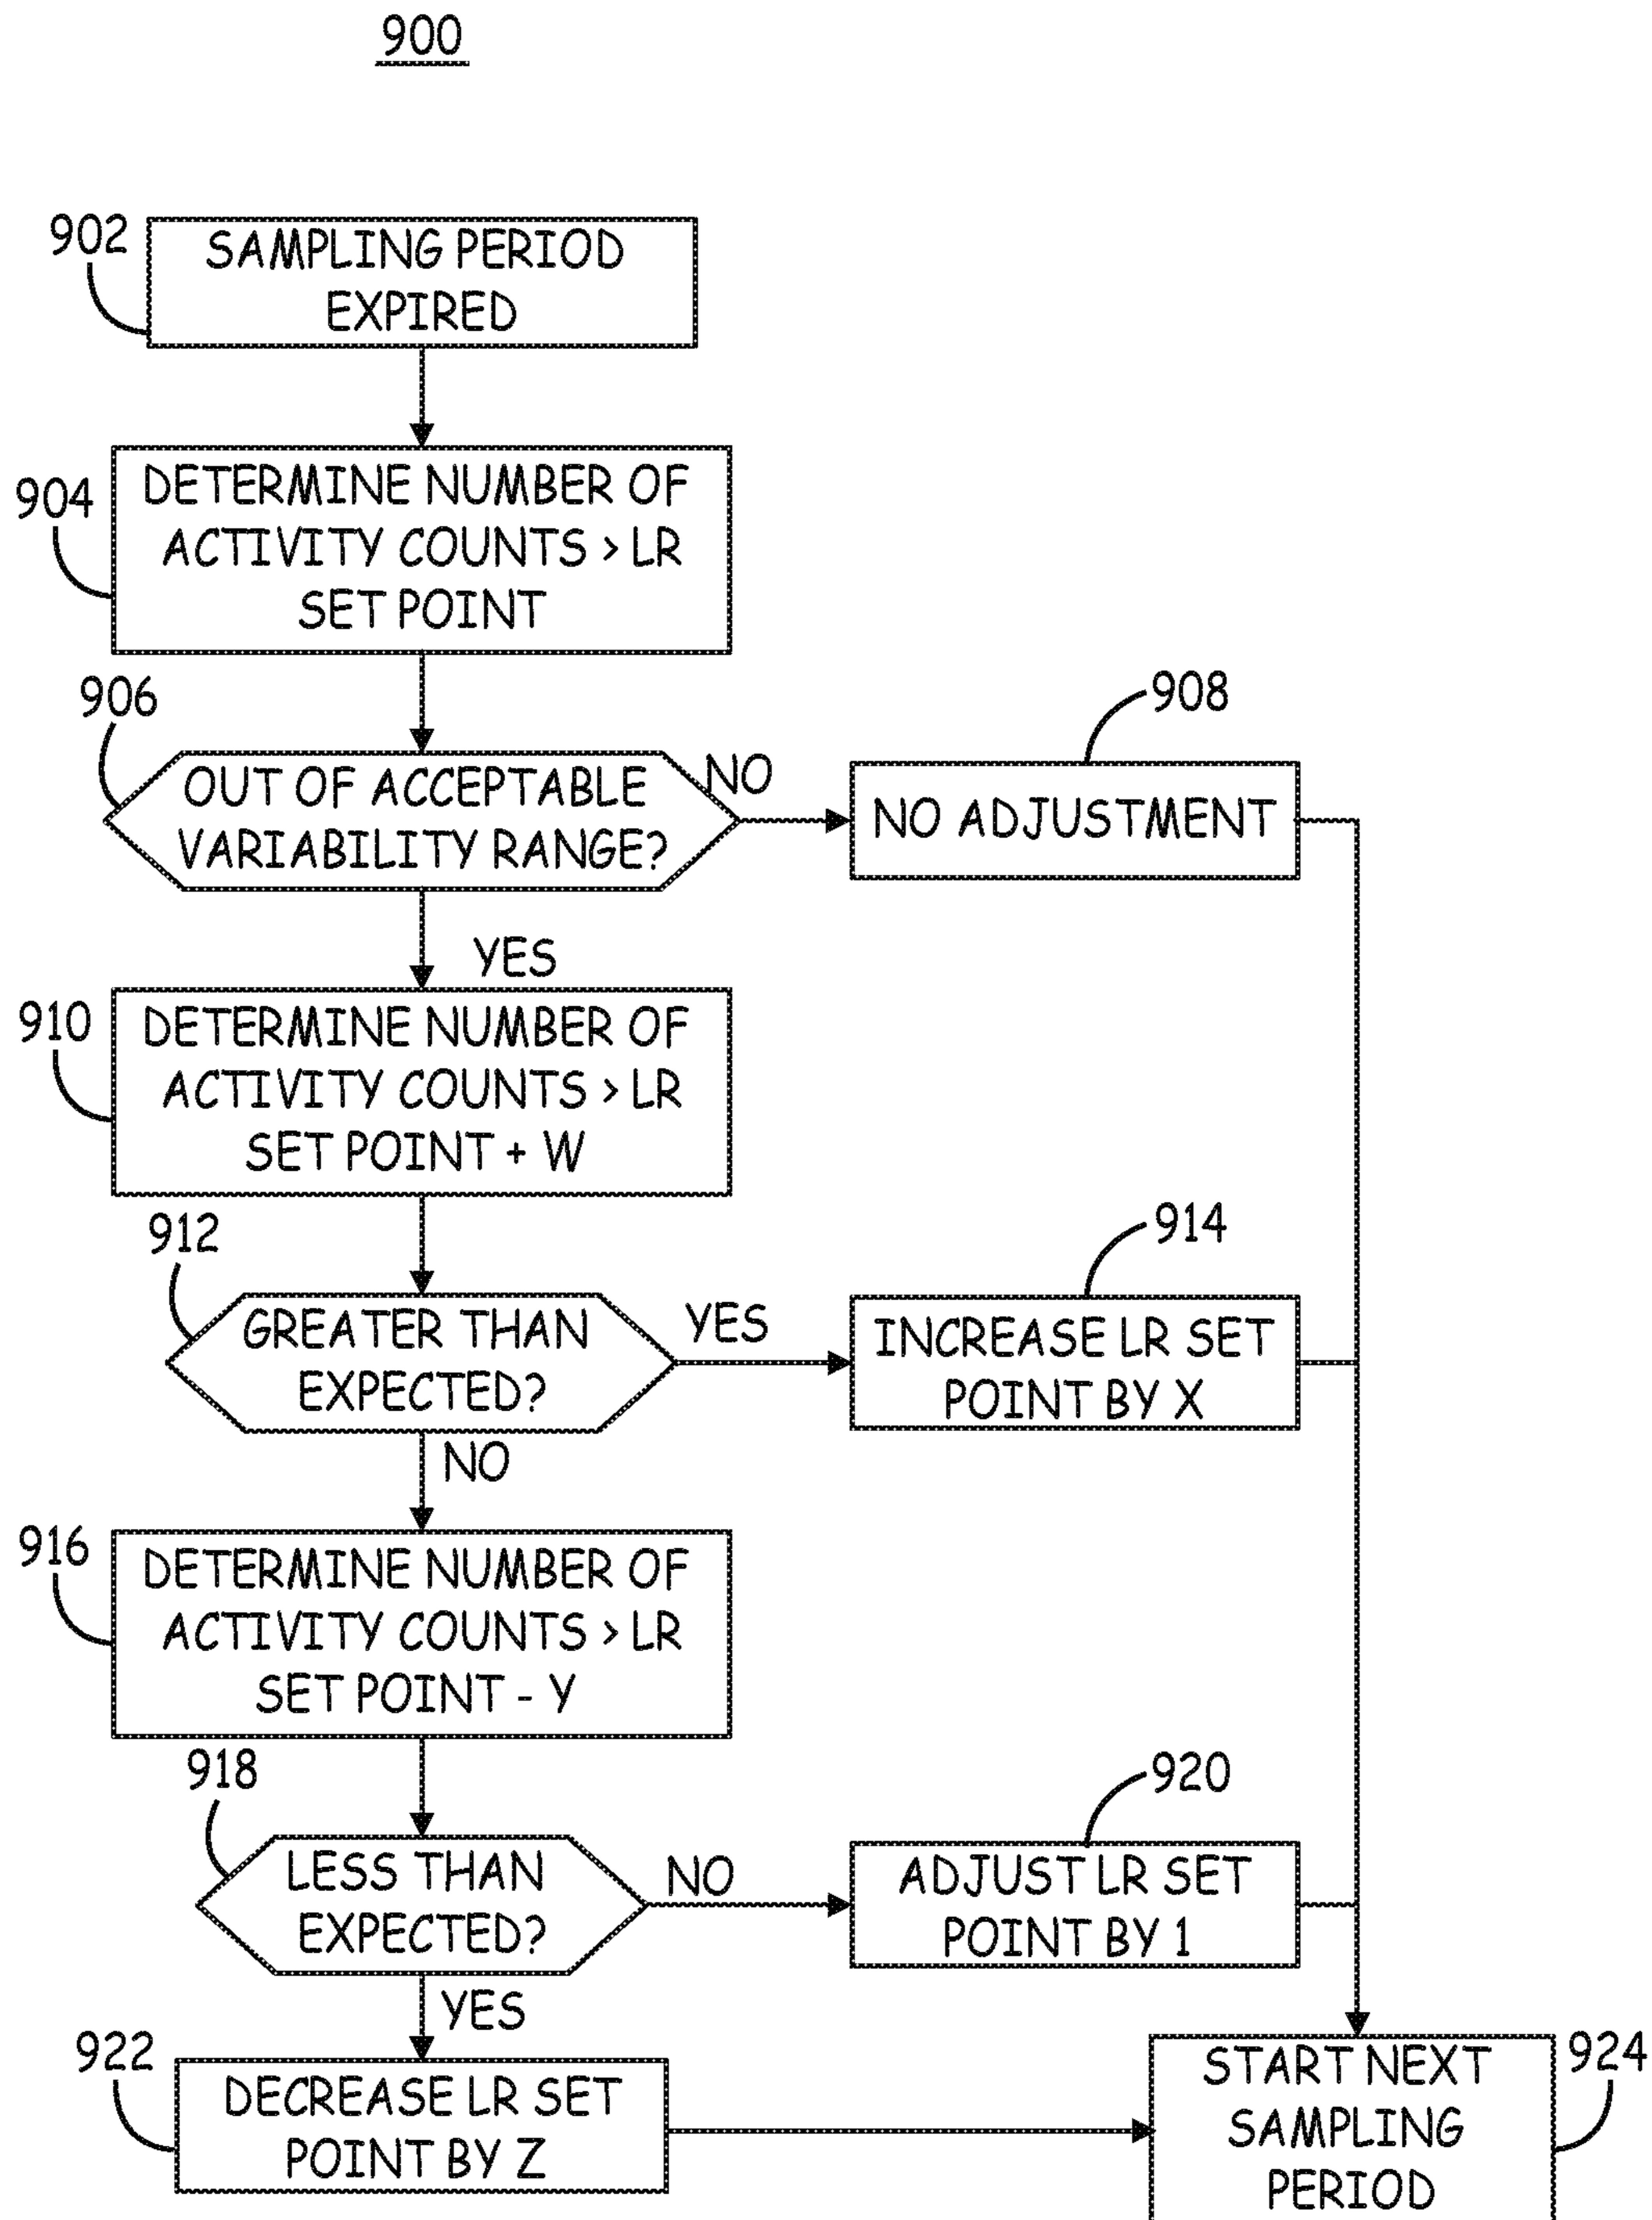 900
902
SAMPLING PERIOD
EXPIRED
904
DETERMINE NUMBER OF
ACTIVITY COUNTS > LR
SET POINT
906
OUT OF ACCEPTABLE
VARIABILITY RANGE?
NO
908
NO ADJUSTMENT
YES
910
DETERMINE NUMBER OF
ACTIVITY COUNTS > LR
SET POINT + W
912
GREATER THAN
EXPECTED?
YES
914
INCREASE LR SET
POINT BY X
NO
916
DETERMINE NUMBER OF
ACTIVITY COUNTS > LR
SET POINT - Y
918
LESS THAN
EXPECTED?
NO
920
ADJUST LR SET
POINT BY 1
YES
922
DECREASE LR SET
POINT BY Z
START NEXT
SAMPLING
PERIOD
924